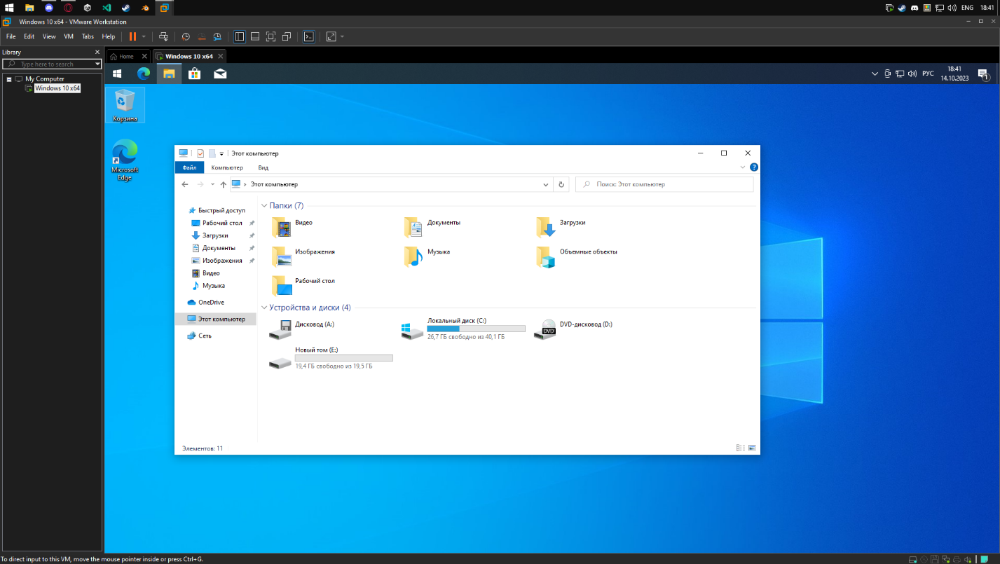 ENG 18:41
Windows 10 x64 - VMware Workstation
File Edit View VM Tabs Help
Library
Type here to search
My Computer
Windows 10 x64
Home
Windows 10 x64
РУС
18:41
14.10.2023
1
Корзина
Microsoft
Edge
Этот компьютер
Файл Компьютер Вид
Этот компьютер
Поиск: Этот компьютер
Быстрый доступ
Рабочий стол
Загрузки
Документы
Изображения
Видео
Музыка
OneDrive
Этот компьютер
Сеть
Папки (7)
Видео
Документы
Загрузки
Изображения
Музыка
Объемные объекты
Рабочий стол
Устройства и диски (4)
Дисковод (A:)
Локальный диск (C:)
26,7 ГБ свободно из 40,1 ГБ
DVD
DVD-дисковод (D:)
Новый том (E:)
19,4 ГБ свободно из 19,5 ГБ
Элементов: 11
To direct input to this VM, move the mouse pointer inside or press Ctrl+G.